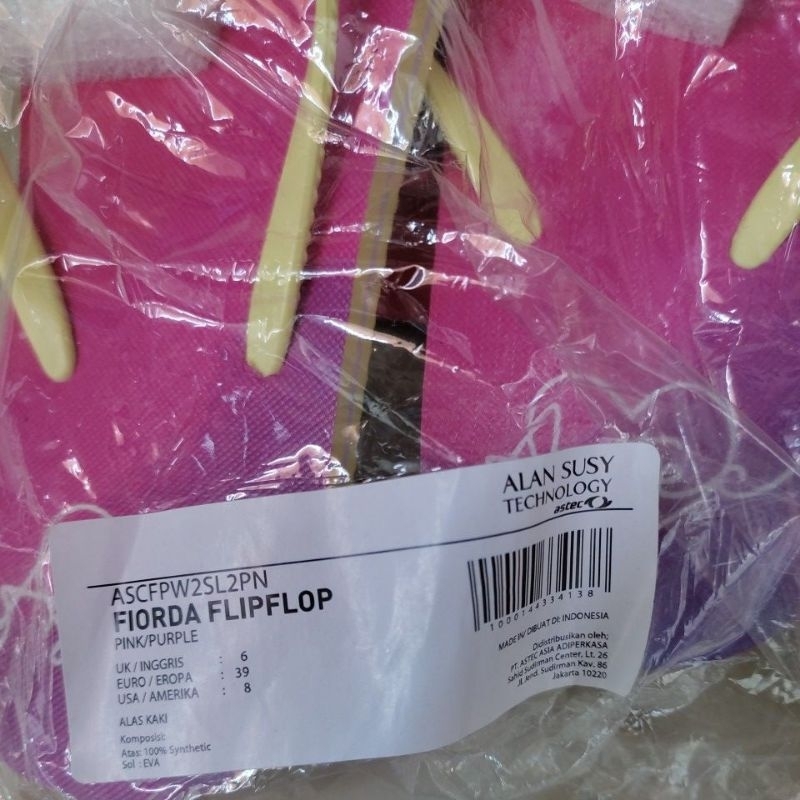 ALAN SUSY
TECHNOLOGY
astec
ASCFPW2SL2PN
FIORDA FLIPFLOP
PINK/PURPLE
UK / INGGRIS : 6
EURO / EROPA : 39
USA / AMERIKA : 8
ALAS KAKI
Komposisi:
Atas: 100% Synthetic
Sol : EVA
1000144334138
MADE IN/ DIBUAT DI: INDONESIA
Didistribusikan oleh;
PT. ASTEC ASIA ADIPERKASA
Sahid Sudirman Center, Lt. 26
Jl. Jend. Sudirman Kav. 86
Jakarta 10220